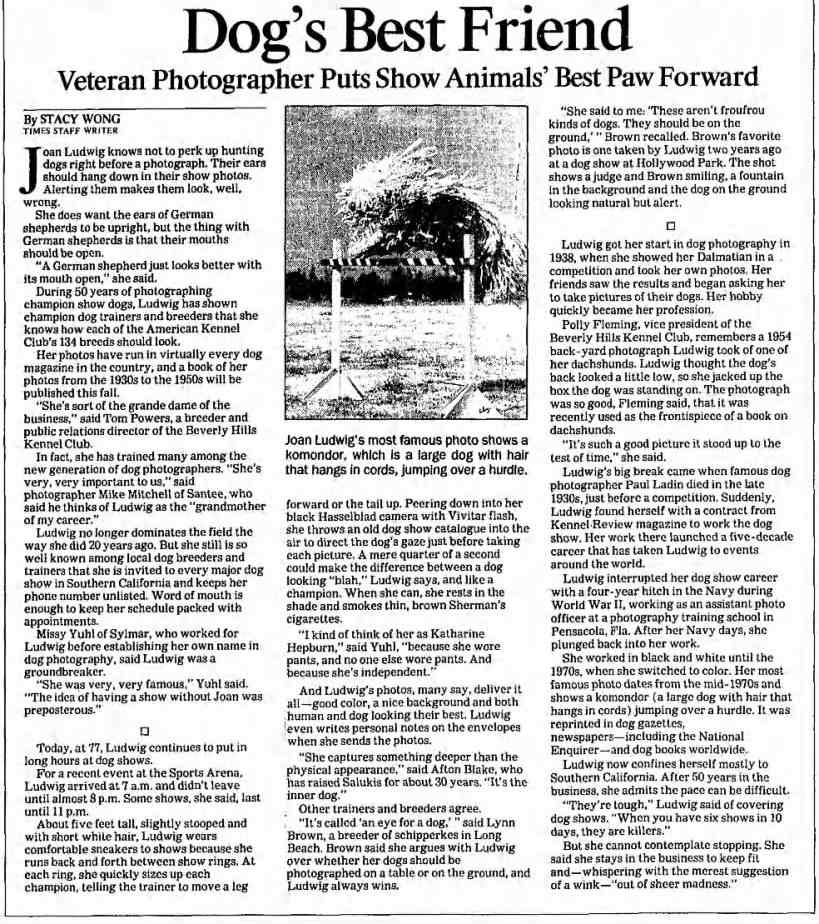 Dog's Best Friend
Veteran Photographer Puts Show Animals' Best Paw Forward
By STACY WONG
TIMES STAFF WRITER
Joan Ludwig knows not to perk up hunting
dogs right before a photograph. Their ears
should hang down in their show photos.
Alerting them makes them look, well,
wrong.
She does want the ears of German
shepherds to be upright, but the thing with
German shepherds is that their mouths
should be open.
"A German shepherd just looks better with
its mouth open," she said.
During 50 years of photographing
champion show dogs, Ludwig has shown
champion dog trainers and breeders that she
knows how each of the American Kennel
Club's 134 breeds should look.
Her photos have run in virtually every dog
magazine in the country, and a book of her
photos from the 1930s to the 1950s will be
published this fall.
"She's sort of the grande dame of the
business," said Tom Powers, a breeder and
public relations director of the Beverly Hills
Kennel Club.
In fact, she has trained many among the
new generation of dog photographers. "She's
very, very important to us," said
photographer Mike Mitchell of Santee, who
said he thinks of Ludwig as the "grandmother
of my career."
Ludwig no longer dominates the field the
way she did 20 years ago. But she still is so
well known among local dog breeders and
trainers that she is invited to every major dog
show in Southern California and keeps her
phone number unlisted. Word of mouth is
enough to keep her schedule packed with
appointments.
Missy Yuhl of Sylmar, who worked for
Ludwig before establishing her own name in
dog photography, said Ludwig was a
groundbreaker.
"She was very, very famous," Yuhl said.
"The idea of having a show without Joan was
preposterous."
Today, at 77, Ludwig continues to put in
long hours at dog shows.
For a recent event at the Sports Arena,
Ludwig arrived at 7 a.m. and didn't leave
until almost 8 p.m. Some shows, she said, last
until 11 p.m.
About five feet tall, slightly stooped and
with short white hair, Ludwig wears
comfortable sneakers to shows because she
runs back and forth between show rings. At
each ring, she quickly sizes up each
champion, telling the trainer to move a leg
Joan Ludwig's most famous photo shows a
komondor, which is a large dog with hair
that hangs in cords, jumping over a hurdle.
forward or the tail up. Peering down into her
black Hasselblad camera with Vivitar flash,
she throws an old dog show catalogue into the
air to direct the dog's gaze just before taking
each picture. A mere quarter of a second
could make the difference between a dog
looking "blah," Ludwig says, and like a
champion. When she can, she rests in the
shade and smokes thin, brown Sherman's
cigarettes.
"I kind of think of her as Katharine
Hepburn," said Yuhl, "because she wore
pants, and no one else wore pants. And
because she's independent."
And Ludwig's photos, many say, deliver it
all—good color, a nice background and both
human and dog looking their best. Ludwig
even writes personal notes on the envelopes
when she sends the photos.
"She captures something deeper than the
physical appearance," said Afton Blake, who
has raised Salukis for about 30 years. "It's the
inner dog."
Other trainers and breeders agree.
"It's called 'an eye for a dog,' " said Lynn
Brown, a breeder of schipperkes in Long
Beach. Brown said she argues with Ludwig
over whether her dogs should be
photographed on a table or on the ground, and
Ludwig always wins.
"She said to me: 'These aren't froufrou
kinds of dogs. They should be on the
ground,' " Brown recalled. Brown's favorite
photo is one taken by Ludwig two years ago
at a dog show at Hollywood Park. The shot
shows a judge and Brown smiling, a fountain
in the background and the dog on the ground
looking natural but alert.
Ludwig got her start in dog photography in
1938, when she showed her Dalmatian in a
competition and took her own photos. Her
friends saw the results and began asking her
to take pictures of their dogs. Her hobby
quickly became her profession.
Polly Fleming, vice president of the
Beverly Hills Kennel Club, remembers a 1954
back-yard photograph Ludwig took of one of
her dachshunds. Ludwig thought the dog's
back looked a little low, so she jacked up the
box the dog was standing on. The photograph
was so good, Fleming said, that it was
recently used as the frontispiece of a book on
dachshunds.
"It's such a good picture it stood up to the
test of time," she said.
Ludwig's big break came when famous dog
photographer Paul Ladin died in the late
1930s, just before a competition. Suddenly,
Ludwig found herself with a contract from
Kennel-Review magazine to work the dog
show. Her work there launched a five-decade
career that has taken Ludwig to events
around the world.
Ludwig interrupted her dog show career
with a four-year hitch in the Navy during
World War II, working as an assistant photo
officer at a photography training school in
Pensacola, Fla. After her Navy days, she
plunged back into her work.
She worked in black and white until the
1970s, when she switched to color. Her most
famous photo dates from the mid-1970s and
shows a komondor (a large dog with hair that
hangs in cords) jumping over a hurdle. It was
reprinted in dog gazettes,
newspapers—including the National
Enquirer—and dog books worldwide.
Ludwig now confines herself mostly to
Southern California. After 50 years in the
business, she admits the pace can be difficult.
"They're tough," Ludwig said of covering
dog shows. "When you have six shows in 10
days, they are killers."
But she cannot contemplate stopping. She
said she stays in the business to keep fit
and—whispering with the merest suggestion
of a wink—"out of sheer madness."